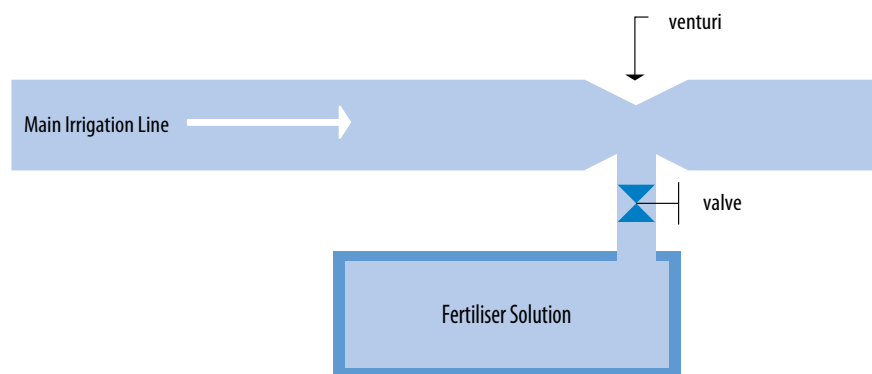 venturi
Main Irrigation Line
valve
Fertiliser Solution